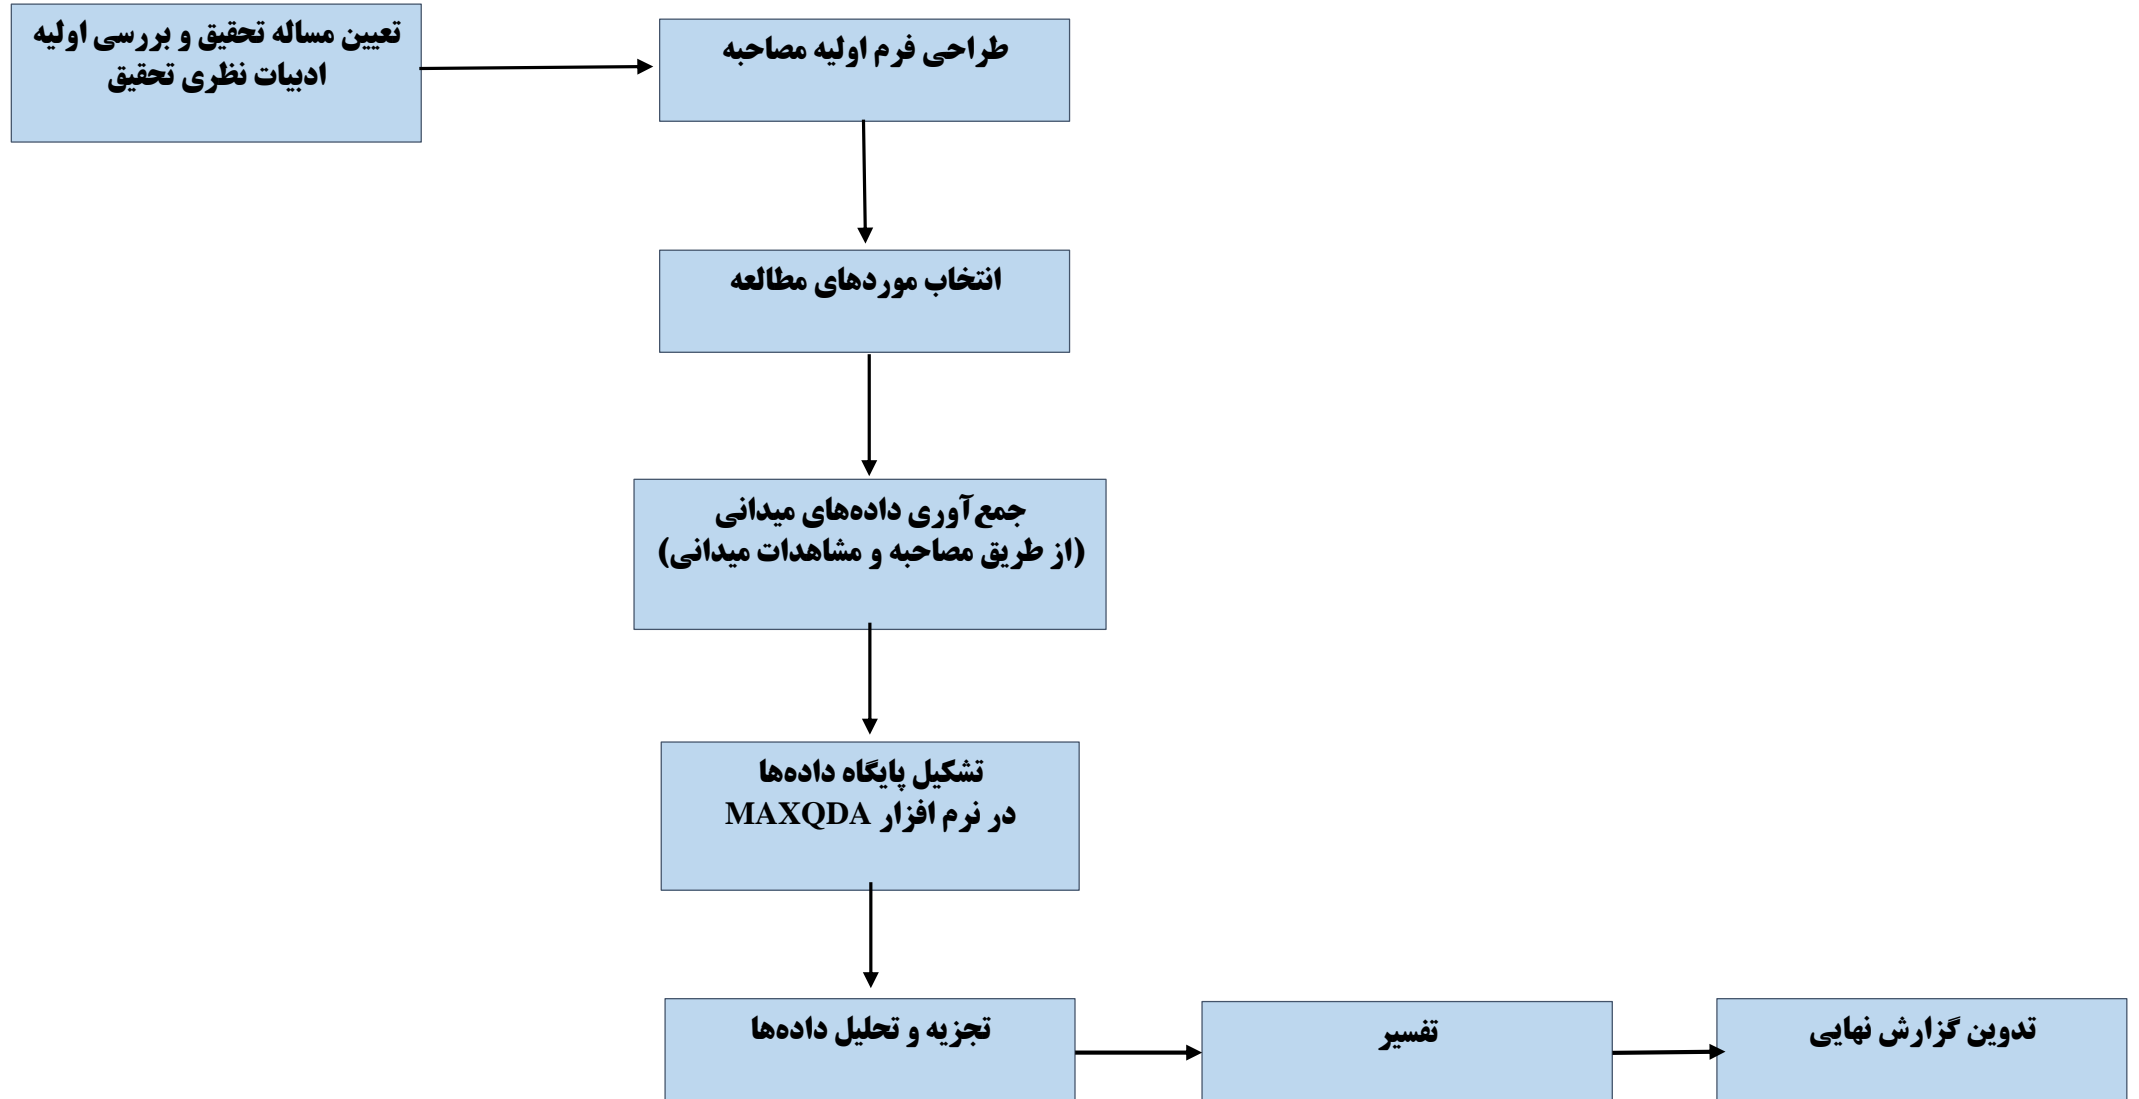 تعیین مساله تحقیق و بررسی اولیه
ادبیات نظری تحقیق
طراحی فرم اولیه مصاحبه
انتخاب موردهای مطالعه
جمع‌آوری داده‌های میدانی
(از طریق مصاحبه و مشاهدات میدانی)
تشکیل پایگاه داده‌ها
در نرم افزار MAXQDA
تجزیه و تحلیل داده‌ها
تفسیر
تدوین گزارش نهایی